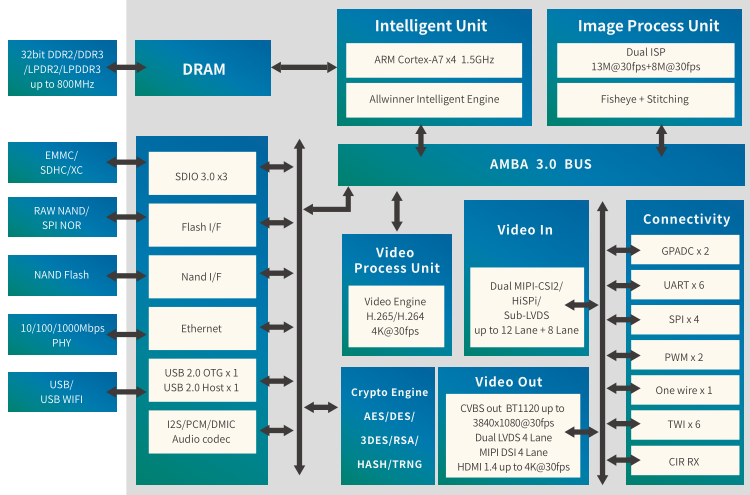 32bit DDR2/DDR3
/LPDR2/LPDDR3
up to 800MHz
DRAM
Intelligent Unit
ARM Cortex-A7 x4 1.5GHz
Allwinner Intelligent Engine
Image Process Unit
Dual ISP
13M@30fps+8M@30fps
Fisheye + Stitching
AMBA 3.0 BUS
EMMC/
SDHC/XC
RAW NAND/
SPI NOR
NAND Flash
10/100/1000Mbps
PHY
USB/
USB WIFI
SDIO 3.0 x3
Flash I/F
Nand I/F
Ethernet
USB 2.0 OTG x 1
USB 2.0 Host x 1
I2S/PCM/DMIC
Audio codec
Video
Process Unit
Video Engine
H.265/H.264
4K@30fps
Video In
Dual MIPI-CSI2/
HiSPi/
Sub-LVDS
up to 12 Lane + 8 Lane
Crypto Engine
AES/DES/
3DES/RSA/
HASH/TRNG
Video Out
CVBS out BT1120 up to
3840x1080@30fps
Dual LVDS 4 Lane
MIPI DSI 4 Lane
HDMI 1.4 up to 4K@30fps
Connectivity
GPADC x 2
UART x 6
SPI x 4
PWM x 2
One wire x 1
TWI x 6
CIR RX